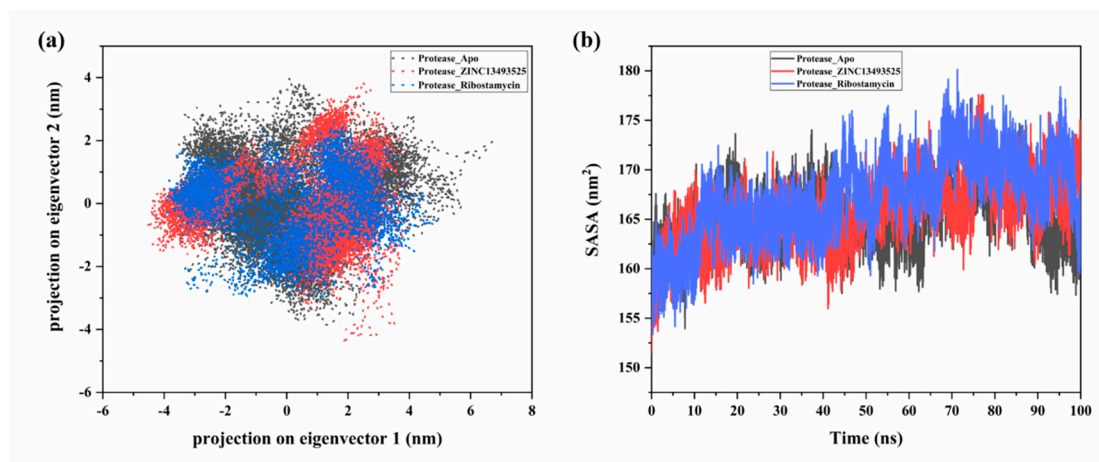 (a)
Protease_Apo
Protease_ZINC13493525
Protease_Ribostamycin
4
2
0
-2
-4
-6
-6
-4
-2
0
2
4
6
8
projection on eigenvector 2 (nm)
projection on eigenvector 1 (nm)
(b)
Protease_Apo
Protease_ZINC13493525
Protease_Ribostamycin
180
175
170
165
160
155
150
0
10
20
30
40
50
60
70
80
90
100
SASA (nm²)
Time (ns)